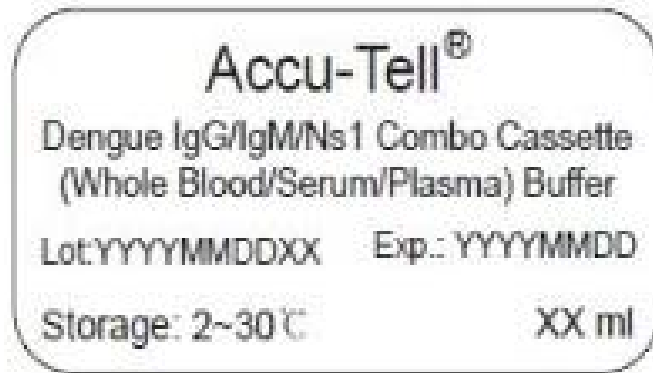 Accu-Tell®
Dengue IgG/IgM/Ns1 Combo Cassette
(Whole Blood/Serum/Plasma) Buffer
Lot:YYYYMMDDXX Exp.: YYYYMMDD
Storage: 2~30℃ XX ml